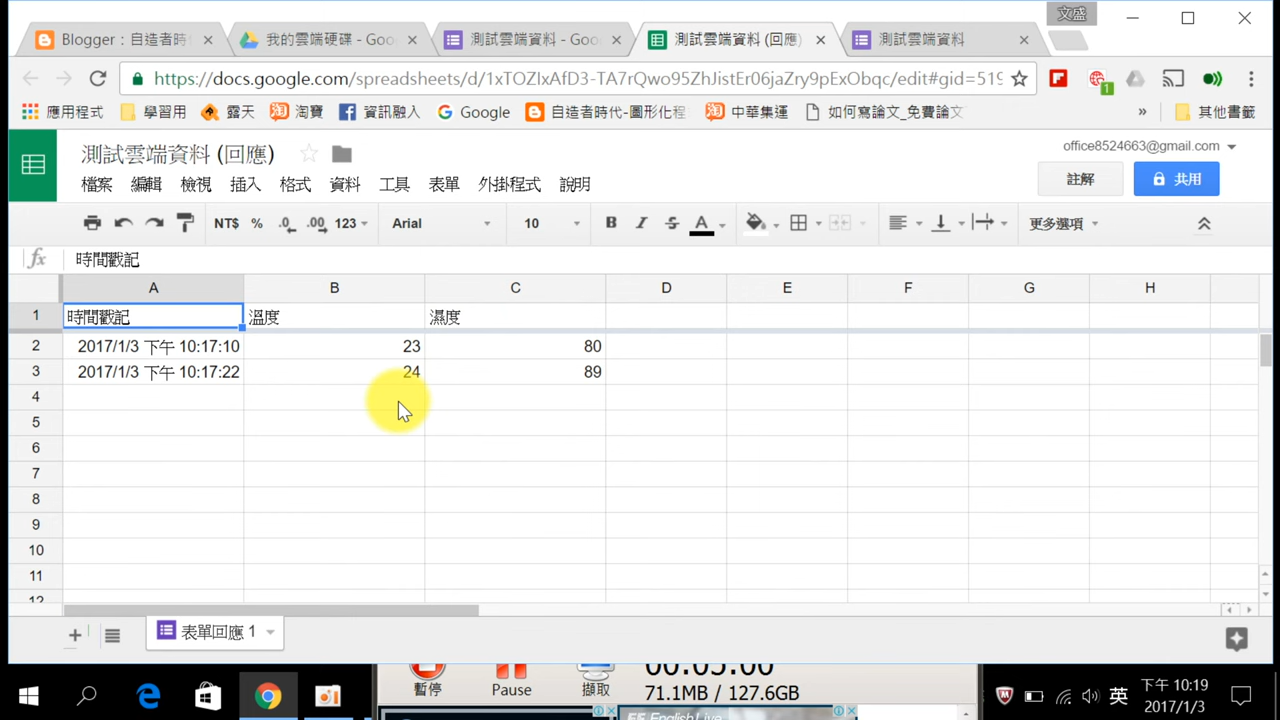 文盛
Blogger：自造者時
我的雲端硬碟 - Goo
測試雲端資料 - Goo
測試雲端資料 (回應)
測試雲端資料
https://docs.google.com/spreadsheets/d/1xTOZIxAfD3-TA7rQwo95ZhJistEr06jaZry9pExObqc/edit#gid=519
1
應用程式
學習用
露天
淘寶
資訊融入
Google
自造者時代-圖形化程
中華集運
如何寫論文_免費論文
»
其他書籤
測試雲端資料 (回應)
office8524663@gmail.com
檔案 編輯 檢視 插入 格式 資料 工具 表單 外掛程式 說明
註解
共用
NT$ % .0 .00 123 Arial 10 B I S A 更多選項
fx 時間戳記
A B C D E F G H
1 時間戳記 溫度 濕度
2 2017/1/3 下午 10:17:10 23 80
3 2017/1/3 下午 10:17:22 24 89
4
5
6
7
8
9
10
11
12
表單回應 1
00:05:00
暫停 Pause 擷取 71.1MB / 127.6GB
EF EnglishLive
英
下午 10:19
2017/1/3